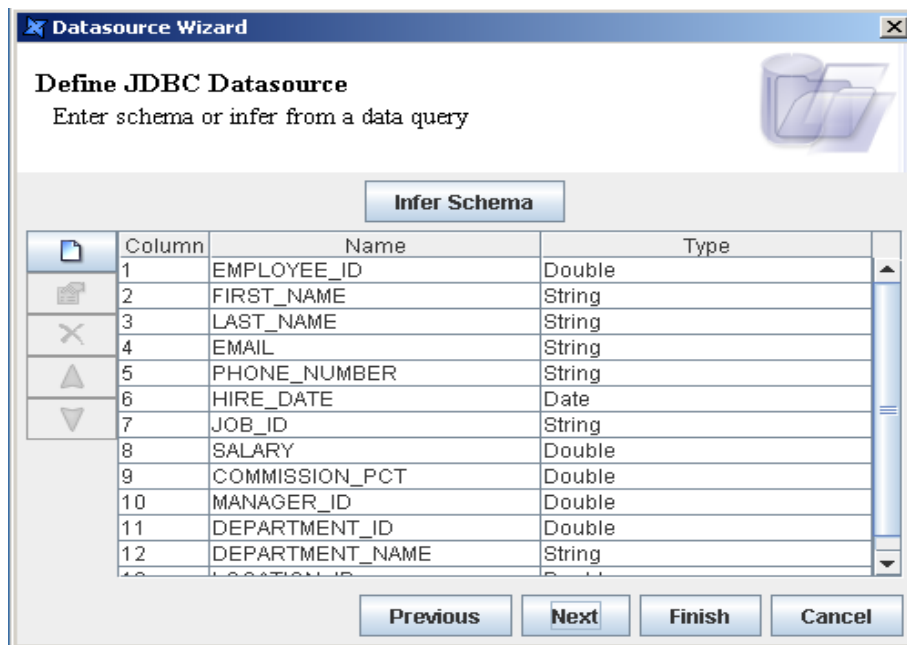 Datasource Wizard
Define JDBC Datasource
Enter schema or infer from a data query
Infer Schema
Column Name Type
1 EMPLOYEE_ID Double
2 FIRST_NAME String
3 LAST_NAME String
4 EMAIL String
5 PHONE_NUMBER String
6 HIRE_DATE Date
7 JOB_ID String
8 SALARY Double
9 COMMISSION_PCT Double
10 MANAGER_ID Double
11 DEPARTMENT_ID Double
12 DEPARTMENT_NAME String
Previous Next Finish Cancel